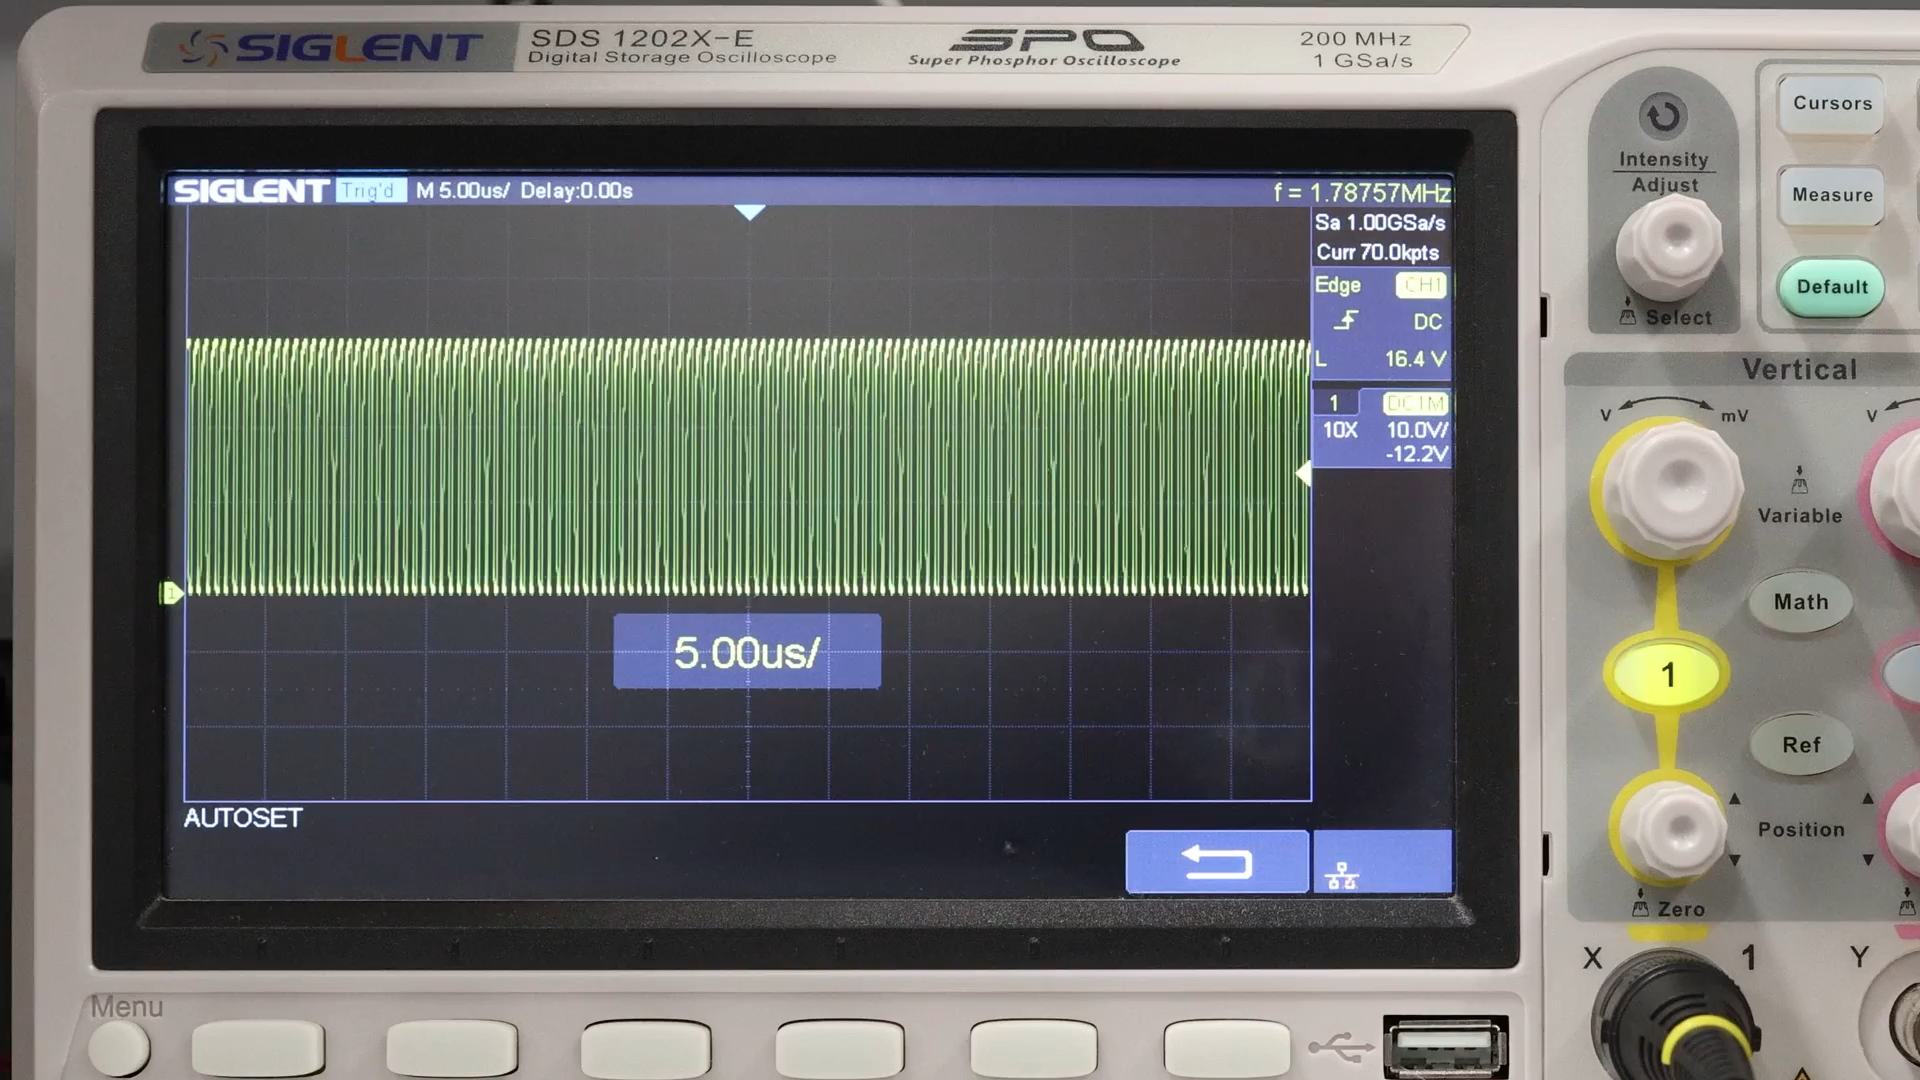 SIGLENT
SDS 1202X-E
Digital Storage Oscilloscope
SPO
Super Phosphor Oscilloscope
200 MHz
1 GSa/s
SIGLENT Trig'd M 5.00us/ Delay:0.00s f = 1.78757MHz
Sa 1.00GSa/s
Curr 70.0kpts
Edge CH1
DC
L 16.4 V
1 DC1M
10X 10.0V/
-12.2V
1
5.00us/
AUTOSET
Intensity
Adjust
Select
Cursors
Measure
Default
Vertical
V mV V
Variable
Math
1
Ref
Position
Zero
X 1 Y
Menu